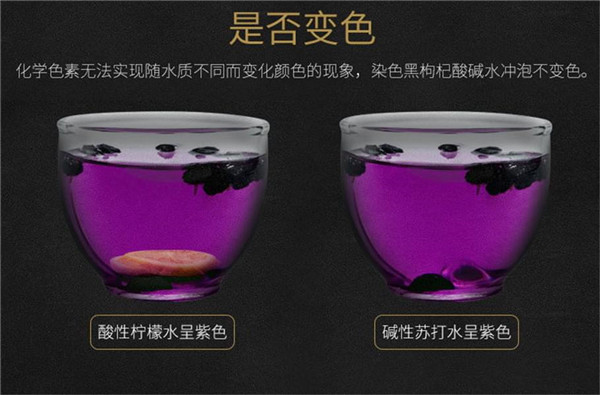 是否变色
化学色素无法实现随水质不同而变化颜色的现象，染色黑枸杞酸碱水冲泡不变色。
酸性柠檬水呈紫色
碱性苏打水呈紫色